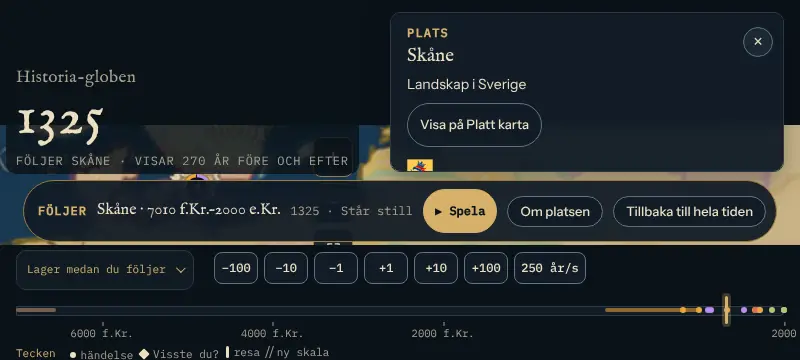 PLATS
Skåne
×
Landskap i Sverige
Visa på Platt karta
Historia-globen
1325
FÖLJER SKÅNE · VISAR 270 ÅR FÖRE OCH EFTER
FÖLJER Skåne · 7010 f.Kr.–2000 e.Kr. 1325 · Står still ▶ Spela Om platsen Tillbaka till hela tiden
Lager medan du följer −100 −10 −1 +1 +10 +100 250 år/s
6000 f.Kr. 4000 f.Kr. 2000 f.Kr. 2000
Tecken händelse Visste du? resa // ny skala